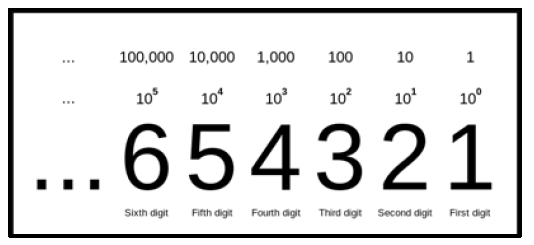 ... 100,000 10,000 1,000 100 10 1
... 10⁵ 10⁴ 10³ 10² 10¹ 10⁰
...654321
Sixth digit Fifth digit Fourth digit Third digit Second digit First digit